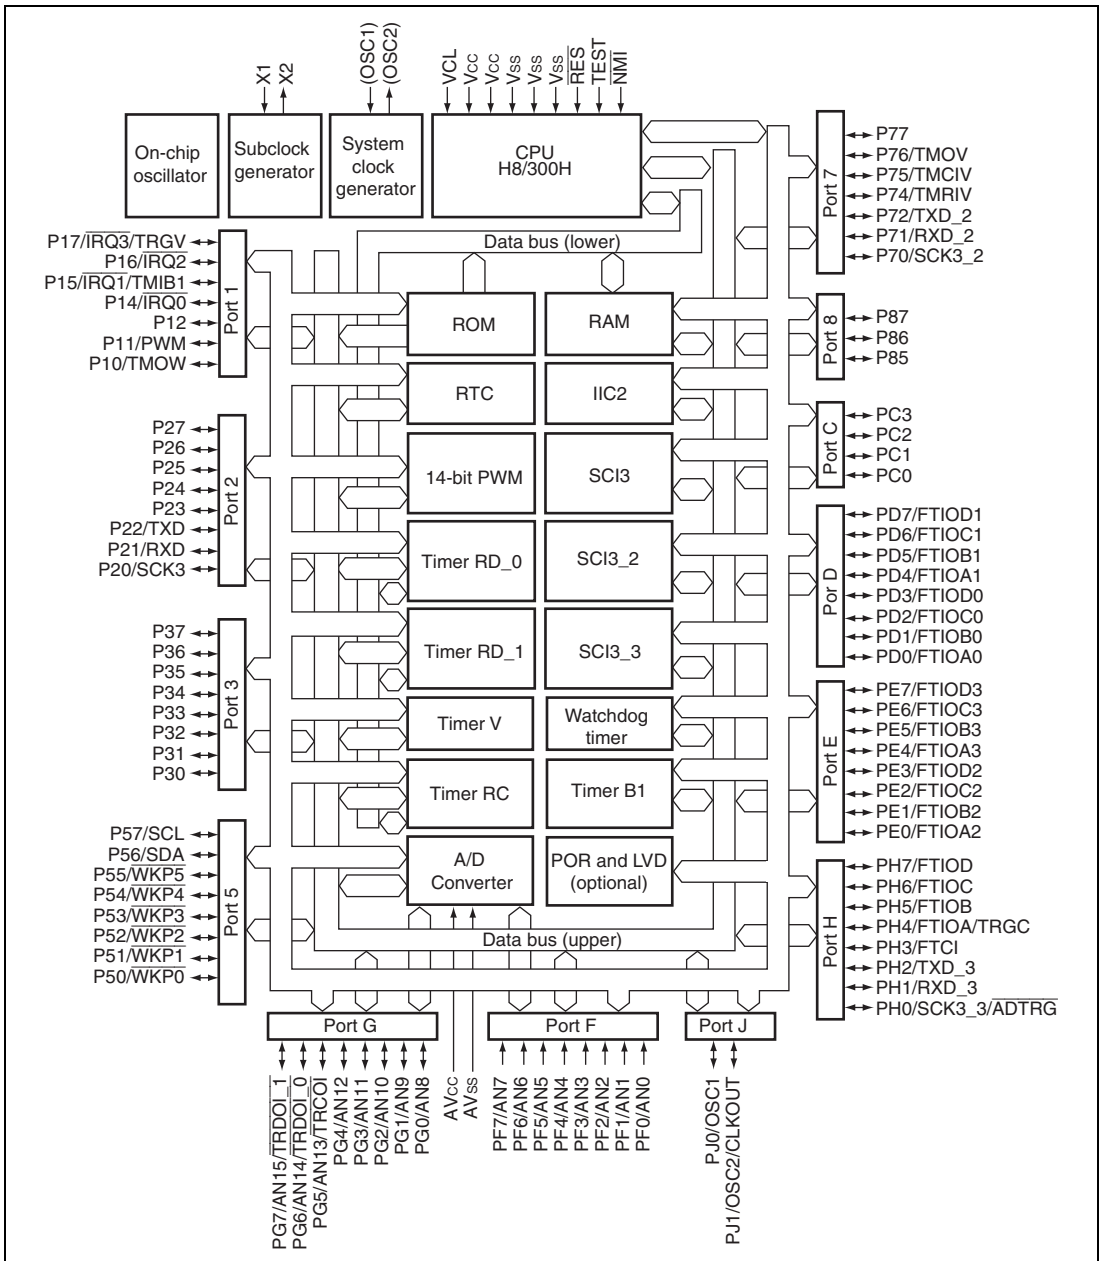 X1
X2
(OSC1)
(OSC2)
VCL
Vcc
Vcc
Vss
Vss
Vss
RES
TEST
NMI
On-chip
oscillator
Subclock
generator
System
clock
generator
CPU
H8/300H
Data bus (lower)
P17/IRQ3/TRGV
P16/IRQ2
P15/IRQ1/TMIB1
P14/IRQ0
P12
P11/PWM
P10/TMOW
Port 1
P27
P26
P25
P24
P23
P22/TXD
P21/RXD
P20/SCK3
Port 2
P37
P36
P35
P34
P33
P32
P31
P30
Port 3
P57/SCL
P56/SDA
P55/WKP5
P54/WKP4
P53/WKP3
P52/WKP2
P51/WKP1
P50/WKP0
Port 5
ROM
RAM
RTC
IIC2
14-bit PWM
SCI3
Timer RD_0
SCI3_2
Timer RD_1
SCI3_3
Timer V
Watchdog
timer
Timer RC
Timer B1
A/D
Converter
POR and LVD
(optional)
Data bus (upper)
Port 7
P77
P76/TMOV
P75/TMCIV
P74/TMRIV
P72/TXD_2
P71/RXD_2
P70/SCK3_2
Port 8
P87
P86
P85
Port C
PC3
PC2
PC1
PC0
Por D
PD7/FTIOD1
PD6/FTIOC1
PD5/FTIOB1
PD4/FTIOA1
PD3/FTIOD0
PD2/FTIOC0
PD1/FTIOB0
PD0/FTIOA0
Port E
PE7/FTIOD3
PE6/FTIOC3
PE5/FTIOB3
PE4/FTIOA3
PE3/FTIOD2
PE2/FTIOC2
PE1/FTIOB2
PE0/FTIOA2
Port H
PH7/FTIOD
PH6/FTIOC
PH5/FTIOB
PH4/FTIOA/TRGC
PH3/FTCI
PH2/TXD_3
PH1/RXD_3
PH0/SCK3_3/ADTRG
Port G
Port F
Port J
PG7/AN15/TRDOI_1
PG6/AN14/TRDOI_0
PG5/AN13/TRCOI
PG4/AN12
PG3/AN11
PG2/AN10
PG1/AN9
PG0/AN8
AVcc
AVss
PF7/AN7
PF6/AN6
PF5/AN5
PF4/AN4
PF3/AN3
PF2/AN2
PF1/AN1
PF0/AN0
PJ0/OSC1
PJ1/OSC2/CLKOUT